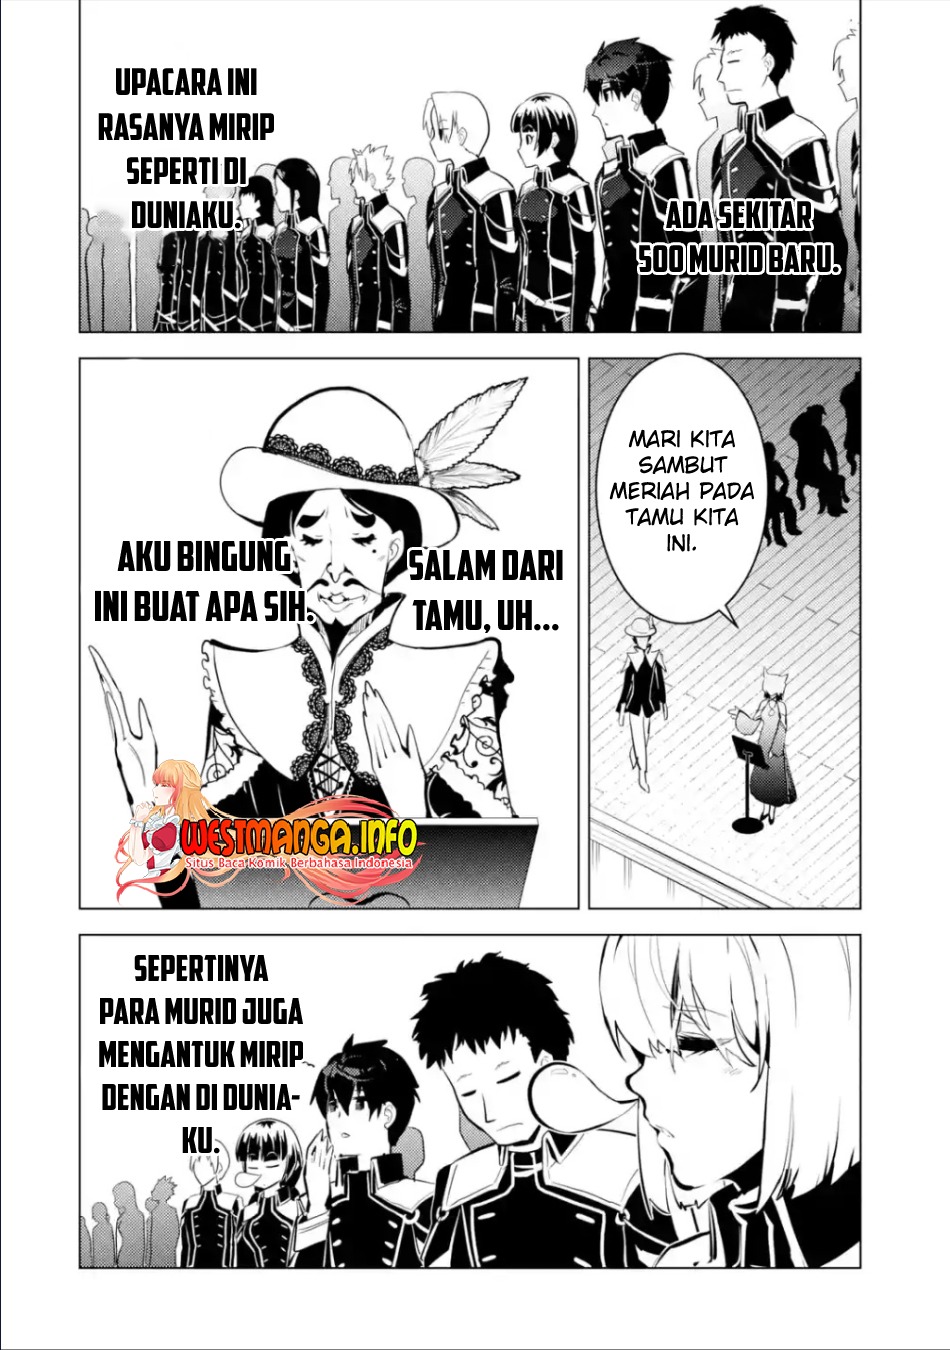 ADA SEKITAR
500 MURID BARU.
UPACARA INI
RASANYA MIRIP
SEPERTI DI
DUNIAKU.
MARI KITA
SAMBUT
MERIAH PADA
TAMU KITA
INI.
SALAM DARI
TAMU, UH...
AKU BINGUNG
INI BUAT APA SIH.
WESTMANGA.INFO
Situs Baca Komik Berbahasa Indonesia
SEPERTINYA
PARA MURID JUGA
MENGANTUK MIRIP
DENGAN DI DUNIA-
KU.